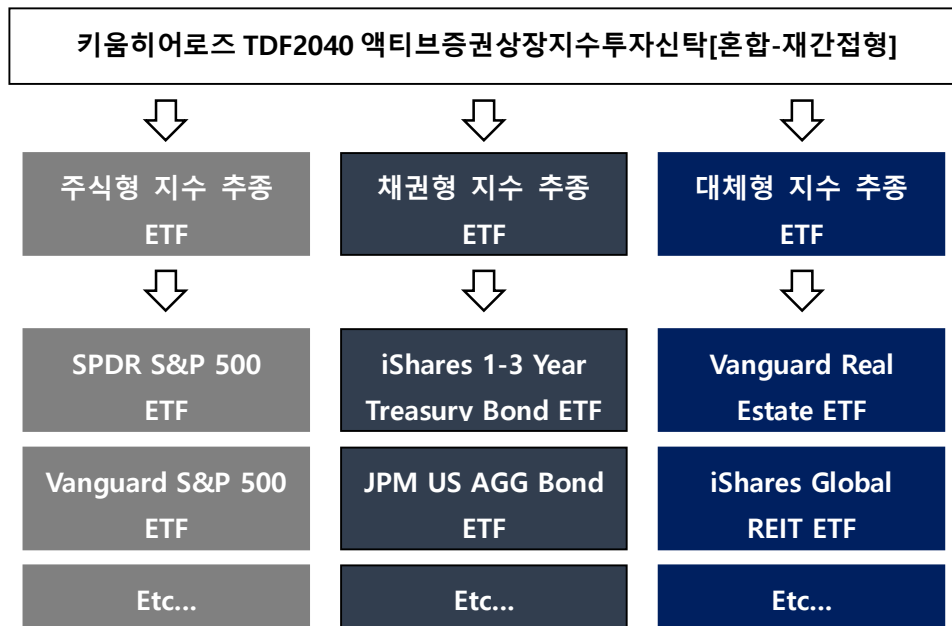 키움히어로즈 TDF2040 액티브증권상장지수투자신탁[혼합-재간접형]
주식형 지수 추종
ETF
채권형 지수 추종
ETF
대체형 지수 추종
ETF
SPDR S&P 500
ETF
iShares 1-3 Year
Treasury Bond ETF
Vanguard Real
Estate ETF
Vanguard S&P 500
ETF
JPM US AGG Bond
ETF
iShares Global
REIT ETF
Etc...
Etc...
Etc...